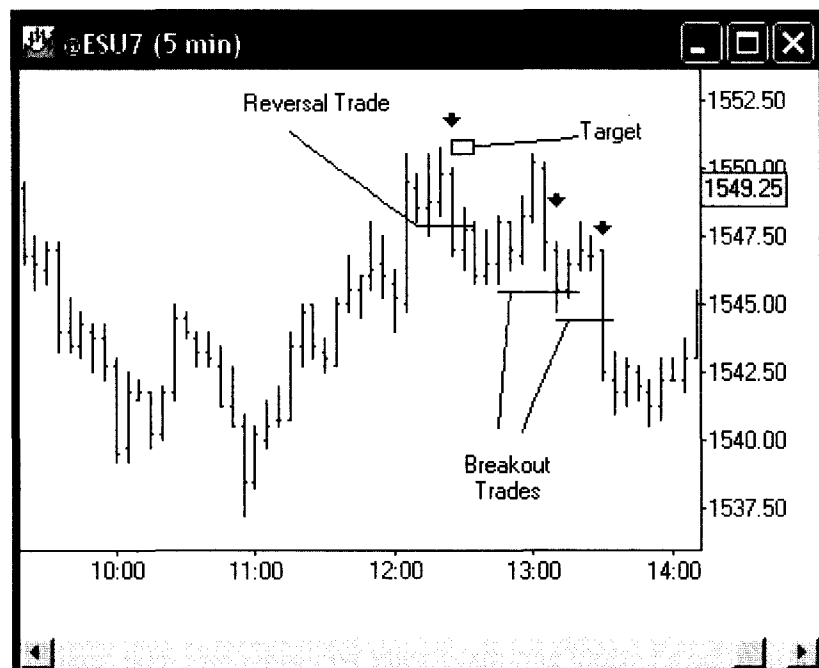 @ESU7 (5 min)
Reversal Trade
Target
Breakout
Trades
1552.50
1550.00
1549.25
1547.50
1545.00
1542.50
1540.00
1537.50
10:00 11:00 12:00 13:00 14:00